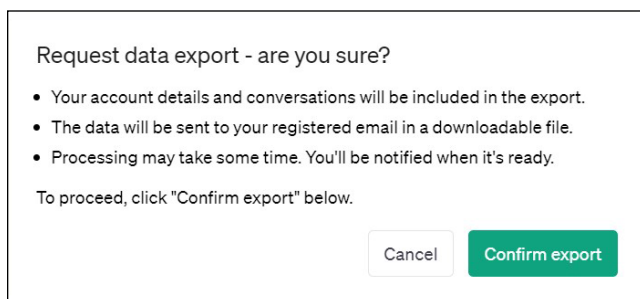 Request data export - are you sure?
• Your account details and conversations will be included in the export.
• The data will be sent to your registered email in a downloadable file.
• Processing may take some time. You'll be notified when it's ready.
To proceed, click "Confirm export" below.
Cancel Confirm export